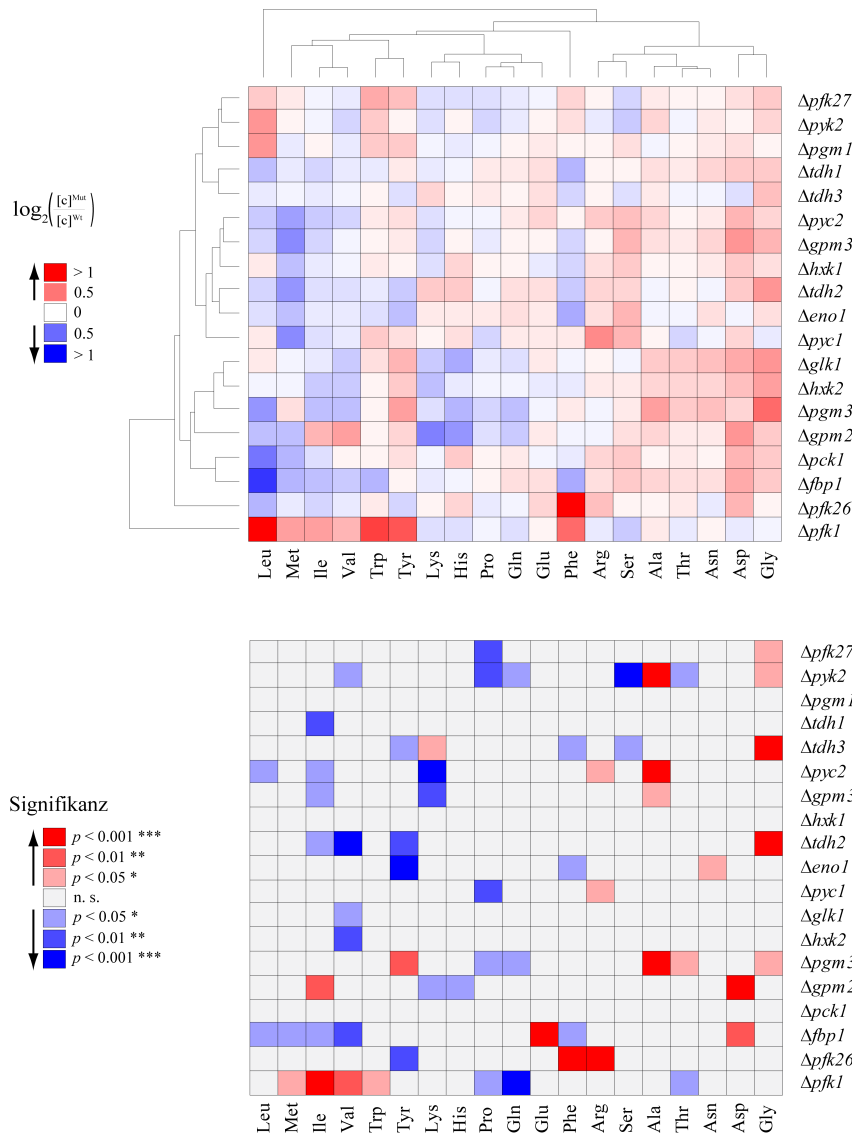 Δpfk27
Δpyk2
Δpgm1
Δtdh1
Δtdh3
Δpyc2
Δgpm3
Δhxk1
Δtdh2
Δeno1
Δpyc1
Δglk1
Δhxk2
Δpgm3
Δgpm2
Δpck1
Δfbp1
Δpfk26
Δpfk1
log2([c]Mut/[c]Wt)
> 1
0.5
0
0.5
> 1
Leu Met Ile Val Trp Tyr Lys His Pro Gln Glu Phe Arg Ser Ala Thr Asn Asp Gly
Δpfk27
Δpyk2
Δpgm1
Δtdh1
Δtdh3
Δpyc2
Δgpm3
Δhxk1
Δtdh2
Δeno1
Δpyc1
Δglk1
Δhxk2
Δpgm3
Δgpm2
Δpck1
Δfbp1
Δpfk26
Δpfk1
Signifikanz
p < 0.001 ***
p < 0.01 **
p < 0.05 *
n. s.
p < 0.05 *
p < 0.01 **
p < 0.001 ***
Leu Met Ile Val Trp Tyr Lys His Pro Gln Glu Phe Arg Ser Ala Thr Asn Asp Gly